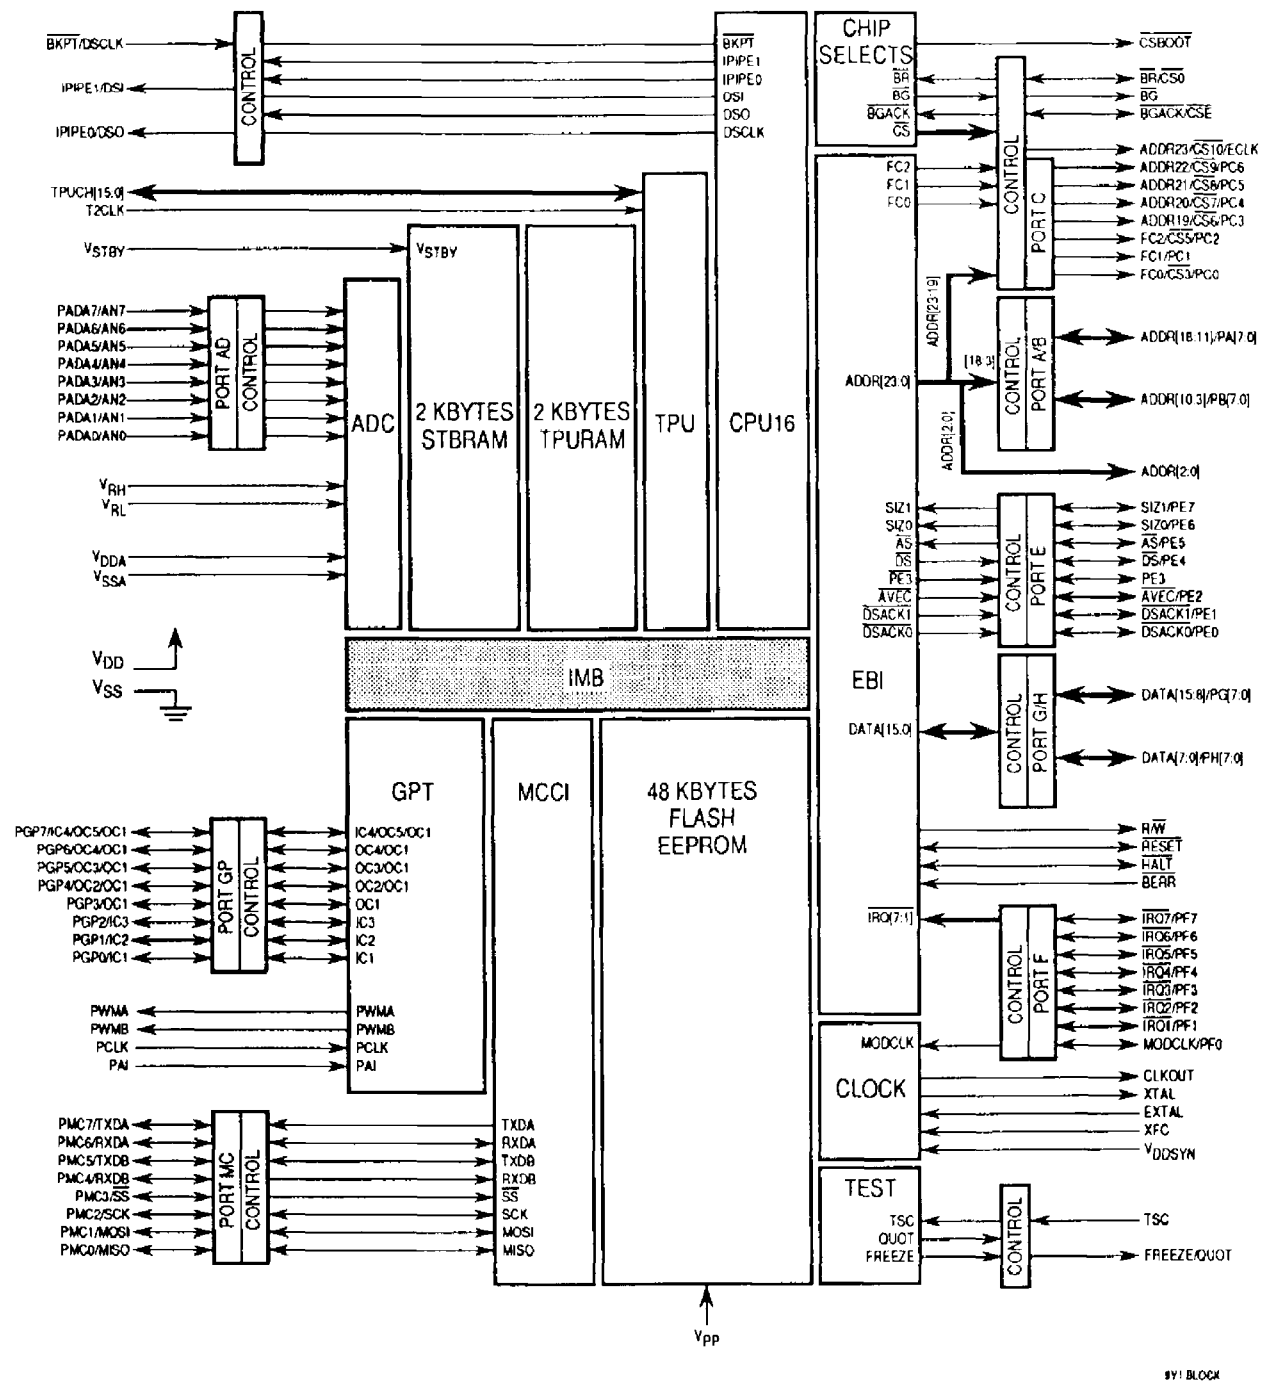 BKPT/DSCLK
IPIPE1/DSI
IPIPE0/DSO
CONTROL
BKPT
IPIPE1
IPIPE0
DSI
DSO
DSCLK
TPUCH[15:0]
T2CLK
VSTBY
VSTBY
PADA7/AN7
PADA6/AN6
PADA5/AN5
PADA4/AN4
PADA3/AN3
PADA2/AN2
PADA1/AN1
PADA0/AN0
PORT AD
CONTROL
VRH
VRL
VDDA
VSSA
ADC
2 KBYTES
STBRAM
2 KBYTES
TPURAM
TPU
CPU16
VDD
VSS
IMB
CHIP
SELECTS
BR
BG
BGACK
CS
FC2
FC1
FC0
CONTROL
PORT C
CSBOOT
BR/CS0
BG
BGACK/CSE
ADDR23/CS10/ECLK
ADDR22/CS9/PC6
ADDR21/CS8/PC5
ADDR20/CS7/PC4
ADDR19/CS6/PC3
FC2/CS5/PC2
FC1/PC1
FC0/CS3/PC0
ADDR[23:19]
ADDR[23:0]
[18:3]
ADDR[2:0]
CONTROL
PORT A/B
ADDR[18:11]/PA[7:0]
ADDR[10:3]/PB[7:0]
ADDR[2:0]
SIZ1
SIZ0
AS
DS
PE3
AVEC
DSACK1
DSACK0
CONTROL
PORT E
SIZ1/PE7
SIZ0/PE6
AS/PE5
DS/PE4
PE3
AVEC/PE2
DSACK1/PE1
DSACK0/PE0
EBI
DATA[15:0]
CONTROL
PORT G/H
DATA[15:8]/PG[7:0]
DATA[7:0]/PH[7:0]
R/W
RESET
HALT
BERR
IRQ[7:1]
CONTROL
PORT F
IRQ7/PF7
IRQ6/PF6
IRQ5/PF5
IRQ4/PF4
IRQ3/PF3
IRQ2/PF2
IRQ1/PF1
MODCLK/PF0
MODCLK
CLOCK
CLKOUT
XTAL
EXTAL
XFC
VDDSYN
TEST
TSC
QUOT
FREEZE
CONTROL
TSC
FREEZE/QUOT
GPT
MCCI
48 KBYTES
FLASH
EEPROM
PGP7/IC4/OC5/OC1
PGP6/OC4/OC1
PGP5/OC3/OC1
PGP4/OC2/OC1
PGP3/OC1
PGP2/IC3
PGP1/IC2
PGP0/IC1
PORT GP
CONTROL
IC4/OC5/OC1
OC4/OC1
OC3/OC1
OC2/OC1
OC1
IC3
IC2
IC1
PWMA
PWMB
PCLK
PAI
PWMA
PWMB
PCLK
PAI
PMC7/TXDA
PMC6/RXDA
PMC5/TXDB
PMC4/RXDB
PMC3/SS
PMC2/SCK
PMC1/MOSI
PMC0/MISO
PORT MC
CONTROL
TXDA
RXDA
TXDB
RXDB
SS
SCK
MOSI
MISO
VPP
9Y1 BLOCK